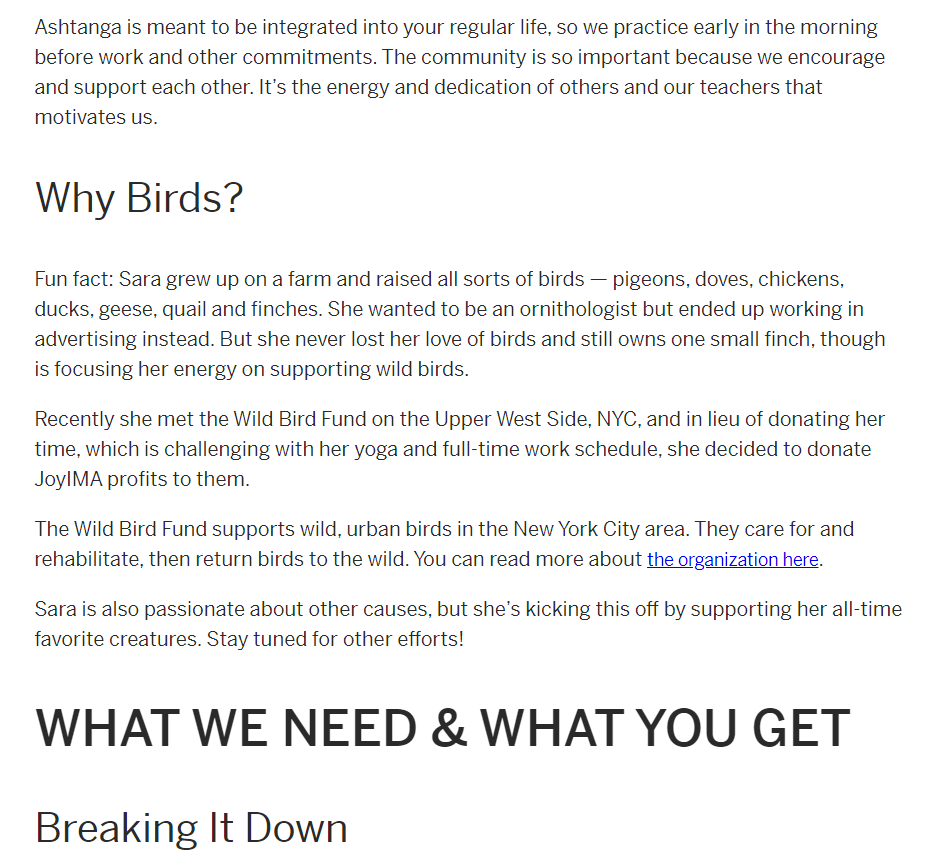 Ashtanga is meant to be integrated into your regular life, so we practice early in the morning
before work and other commitments. The community is so important because we encourage
and support each other. It’s the energy and dedication of others and our teachers that
motivates us.
Why Birds?
Fun fact: Sara grew up on a farm and raised all sorts of birds — pigeons, doves, chickens,
ducks, geese, quail and finches. She wanted to be an ornithologist but ended up working in
advertising instead. But she never lost her love of birds and still owns one small finch, though
is focusing her energy on supporting wild birds.
Recently she met the Wild Bird Fund on the Upper West Side, NYC, and in lieu of donating her
time, which is challenging with her yoga and full-time work schedule, she decided to donate
JoyIMA profits to them.
The Wild Bird Fund supports wild, urban birds in the New York City area. They care for and
rehabilitate, then return birds to the wild. You can read more about the organization here.
Sara is also passionate about other causes, but she’s kicking this off by supporting her all-time
favorite creatures. Stay tuned for other efforts!
WHAT WE NEED & WHAT YOU GET
Breaking It Down